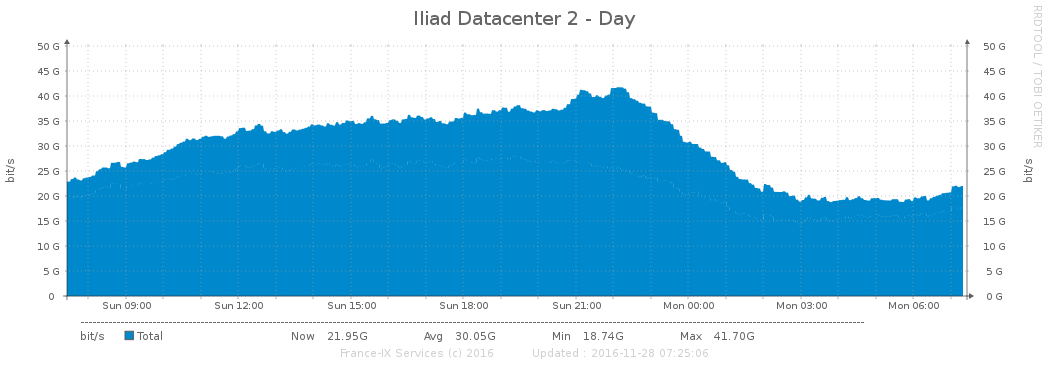 Iliad Datacenter 2 - Day
RRDTOOL / TOBI OETIKER
bit/s
bit/s
50 G 50 G
45 G 45 G
40 G 40 G
35 G 35 G
30 G 30 G
25 G 25 G
20 G 20 G
15 G 15 G
10 G 10 G
5 G 5 G
0 0 G
Sun 09:00 Sun 12:00 Sun 15:00 Sun 18:00 Sun 21:00 Mon 00:00 Mon 03:00 Mon 06:00
bit/s Total Now 21.95G Avg 30.05G Min 18.74G Max 41.70G
France-IX Services (c) 2016 Updated : 2016-11-28 07:25:06